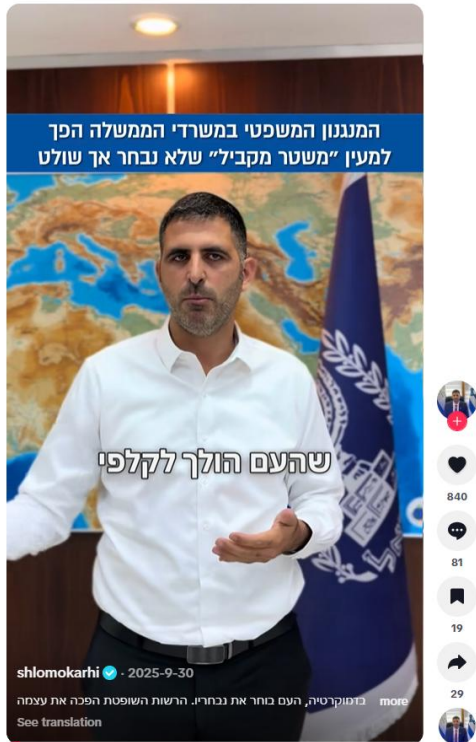 המנגנון המשפטי במשרדי הממשלה הפך
למעין "משטר מקביל" שלא נבחר אך שולט
שהעם הולך לקלפי
shlomokarhi · 2025-9-30
בדמוקרטיה, העם בוחר את נבחריו. הרשות השופטת הפכה את עצמה more
See translation
840
81
19
29